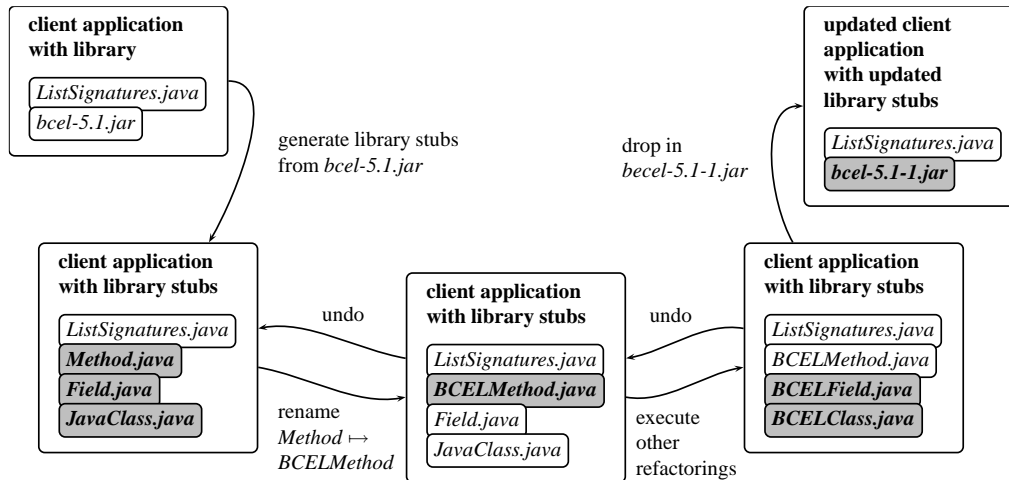 client application
with library
ListSignatures.java
bcel-5.1.jar
generate library stubs
from bcel-5.1.jar
drop in
becel-5.1-1.jar
updated client
application
with updated
library stubs
ListSignatures.java
bcel-5.1-1.jar
client application
with library stubs
ListSignatures.java
Method.java
Field.java
JavaClass.java
undo
rename
Method ↦
BCELMethod
client application
with library stubs
ListSignatures.java
BCELMethod.java
Field.java
JavaClass.java
undo
execute
other
refactorings
client application
with library stubs
ListSignatures.java
BCELMethod.java
BCELField.java
BCELClass.java